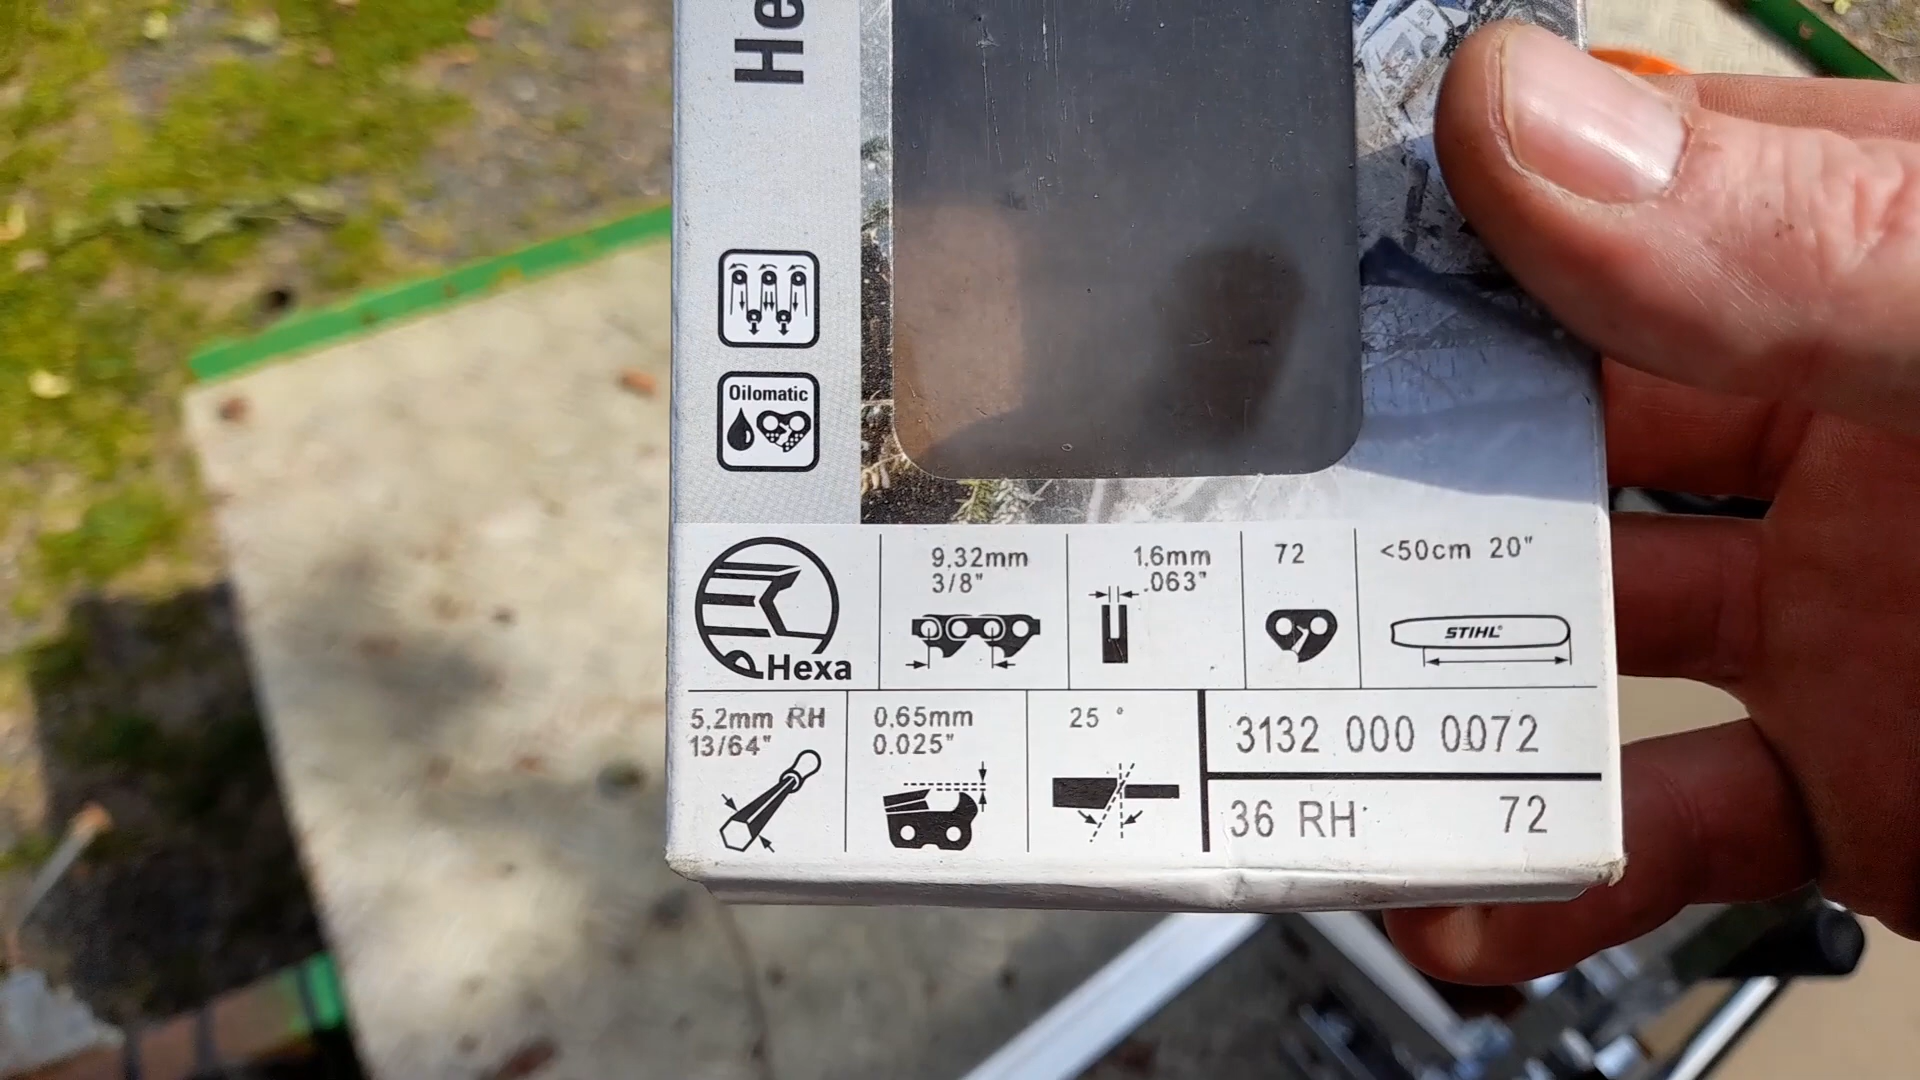 He
Oilomatic
Hexa
9.32mm
3/8"
1.6mm
.063"
72
<50cm 20"
STIHL®
5.2mm RH
13/64"
0.65mm
0.025"
25 °
3132 000 0072
36 RH 72